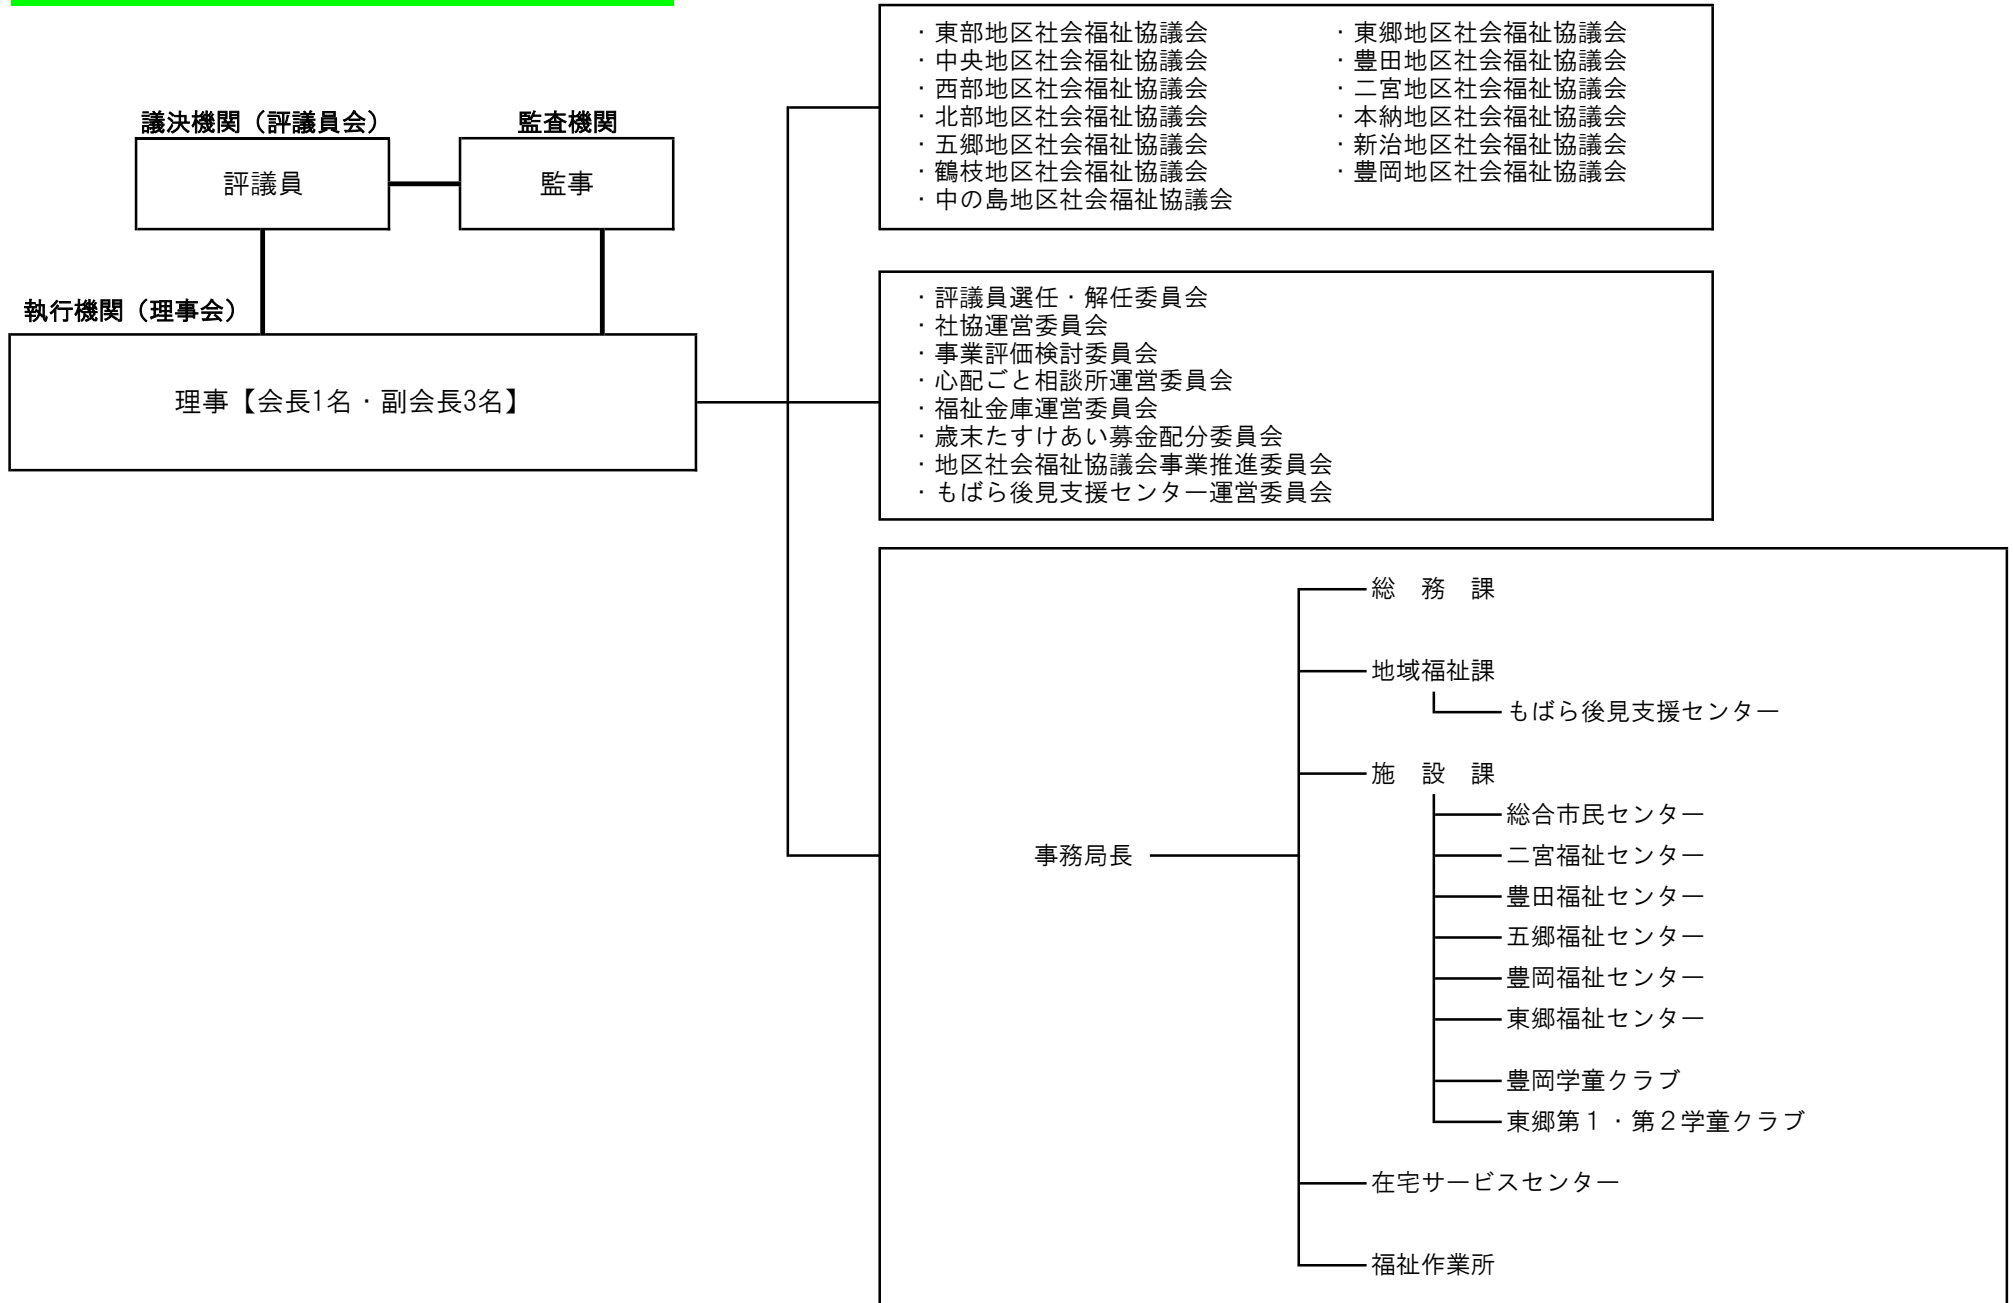 議決機関（評議員会）
監査機関
評議員
監事
執行機関（理事会）
理事【会長1名・副会長3名】
・東部地区社会福祉協議会
・中央地区社会福祉協議会
・西部地区社会福祉協議会
・北部地区社会福祉協議会
・五郷地区社会福祉協議会
・鶴枝地区社会福祉協議会
・中の島地区社会福祉協議会
・東郷地区社会福祉協議会
・豊田地区社会福祉協議会
・二宮地区社会福祉協議会
・本納地区社会福祉協議会
・新治地区社会福祉協議会
・豊岡地区社会福祉協議会
・評議員選任・解任委員会
・社協運営委員会
・事業評価検討委員会
・心配ごと相談所運営委員会
・福祉金庫運営委員会
・歳末たすけあい募金配分委員会
・地区社会福祉協議会事業推進委員会
・もばら後見支援センター運営委員会
事務局長
総　務　課
地域福祉課
もばら後見支援センター
施　設　課
総合市民センター
二宮福祉センター
豊田福祉センター
五郷福祉センター
豊岡福祉センター
東郷福祉センター
豊岡学童クラブ
東郷第１・第２学童クラブ
在宅サービスセンター
福祉作業所